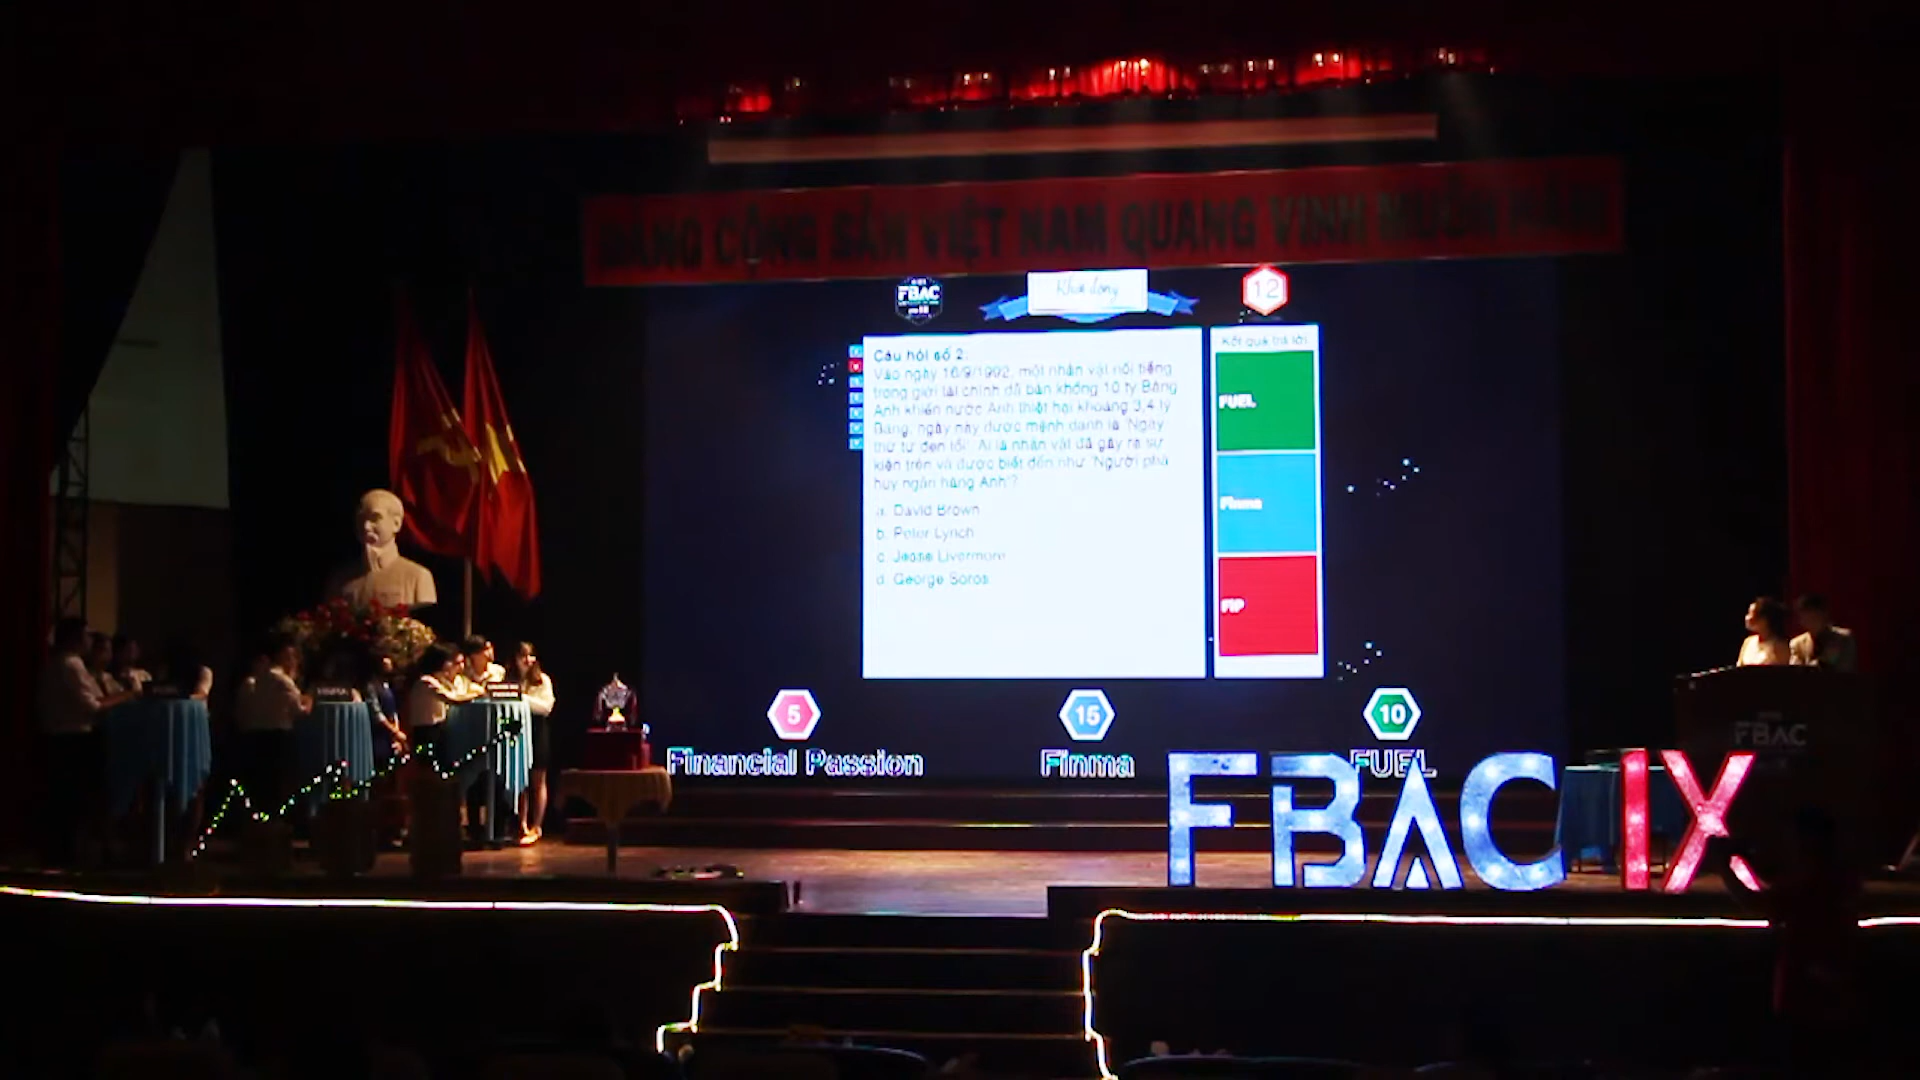 ĐẢNG CỘNG SẢN VIỆT NAM QUANG VINH MUÔN NĂM
FBAC
Khởi động
12
Câu hỏi số 2:
Vào ngày 16/9/1992, một nhân vật nổi tiếng
trong giới tài chính đã bán khống 10 tỷ Bảng
Anh khiến nước Anh thiệt hại khoảng 3,4 tỷ
Bảng, ngày này được mệnh danh là 'Ngày
thứ tư đen tối'. Ai là nhân vật đã gây ra sự
kiện trên và được biết đến như 'Người phá
hủy ngân hàng Anh'?
a. David Brown
b. Peter Lynch
c. Jesse Livermore
d. George Soros
Kết quả trả lời
FUEL
Finma
FIP
5
15
10
Financial Passion
Finma
FUEL
FBAC IX
FBAC